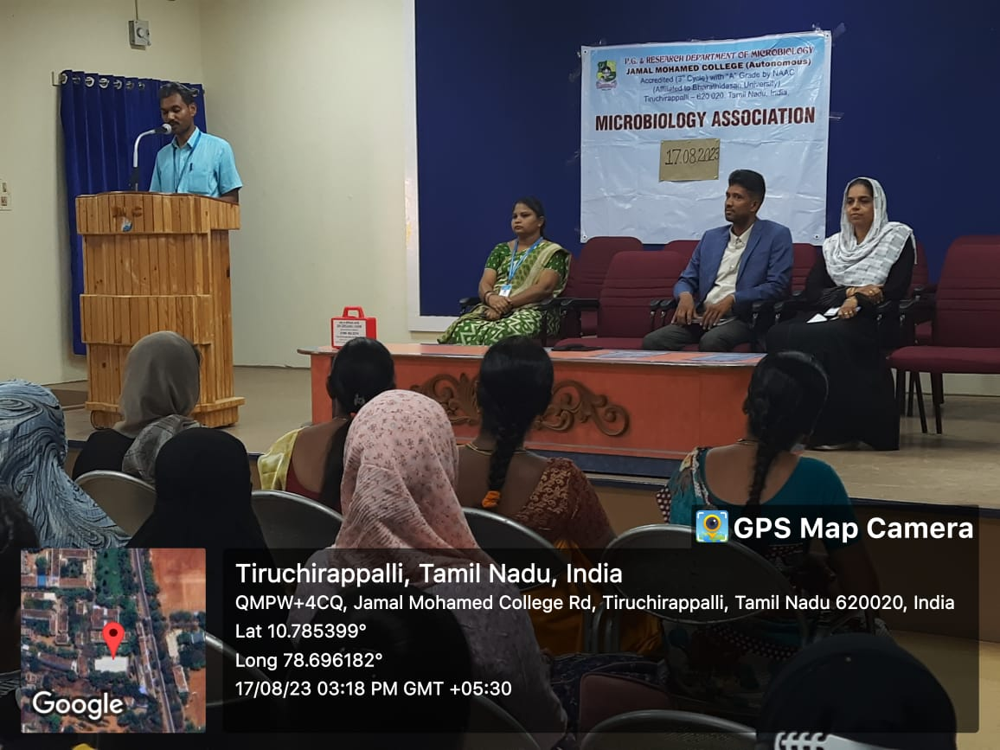 P.G. & RESEARCH DEPARTMENT OF MICROBIOLOGY
JAMAL MOHAMED COLLEGE (Autonomous)
Accredited (3rd Cycle) with "A" Grade by NAAC
(Affiliated to Bharathidasan University)
Tiruchirappalli – 620 020. Tamil Nadu, India.
MICROBIOLOGY ASSOCIATION
17.08.2023
GPS Map Camera
Tiruchirappalli, Tamil Nadu, India
QMPW+4CQ, Jamal Mohamed College Rd, Tiruchirappalli, Tamil Nadu 620020, India
Lat 10.785399°
Long 78.696182°
17/08/23 03:18 PM GMT +05:30
Google